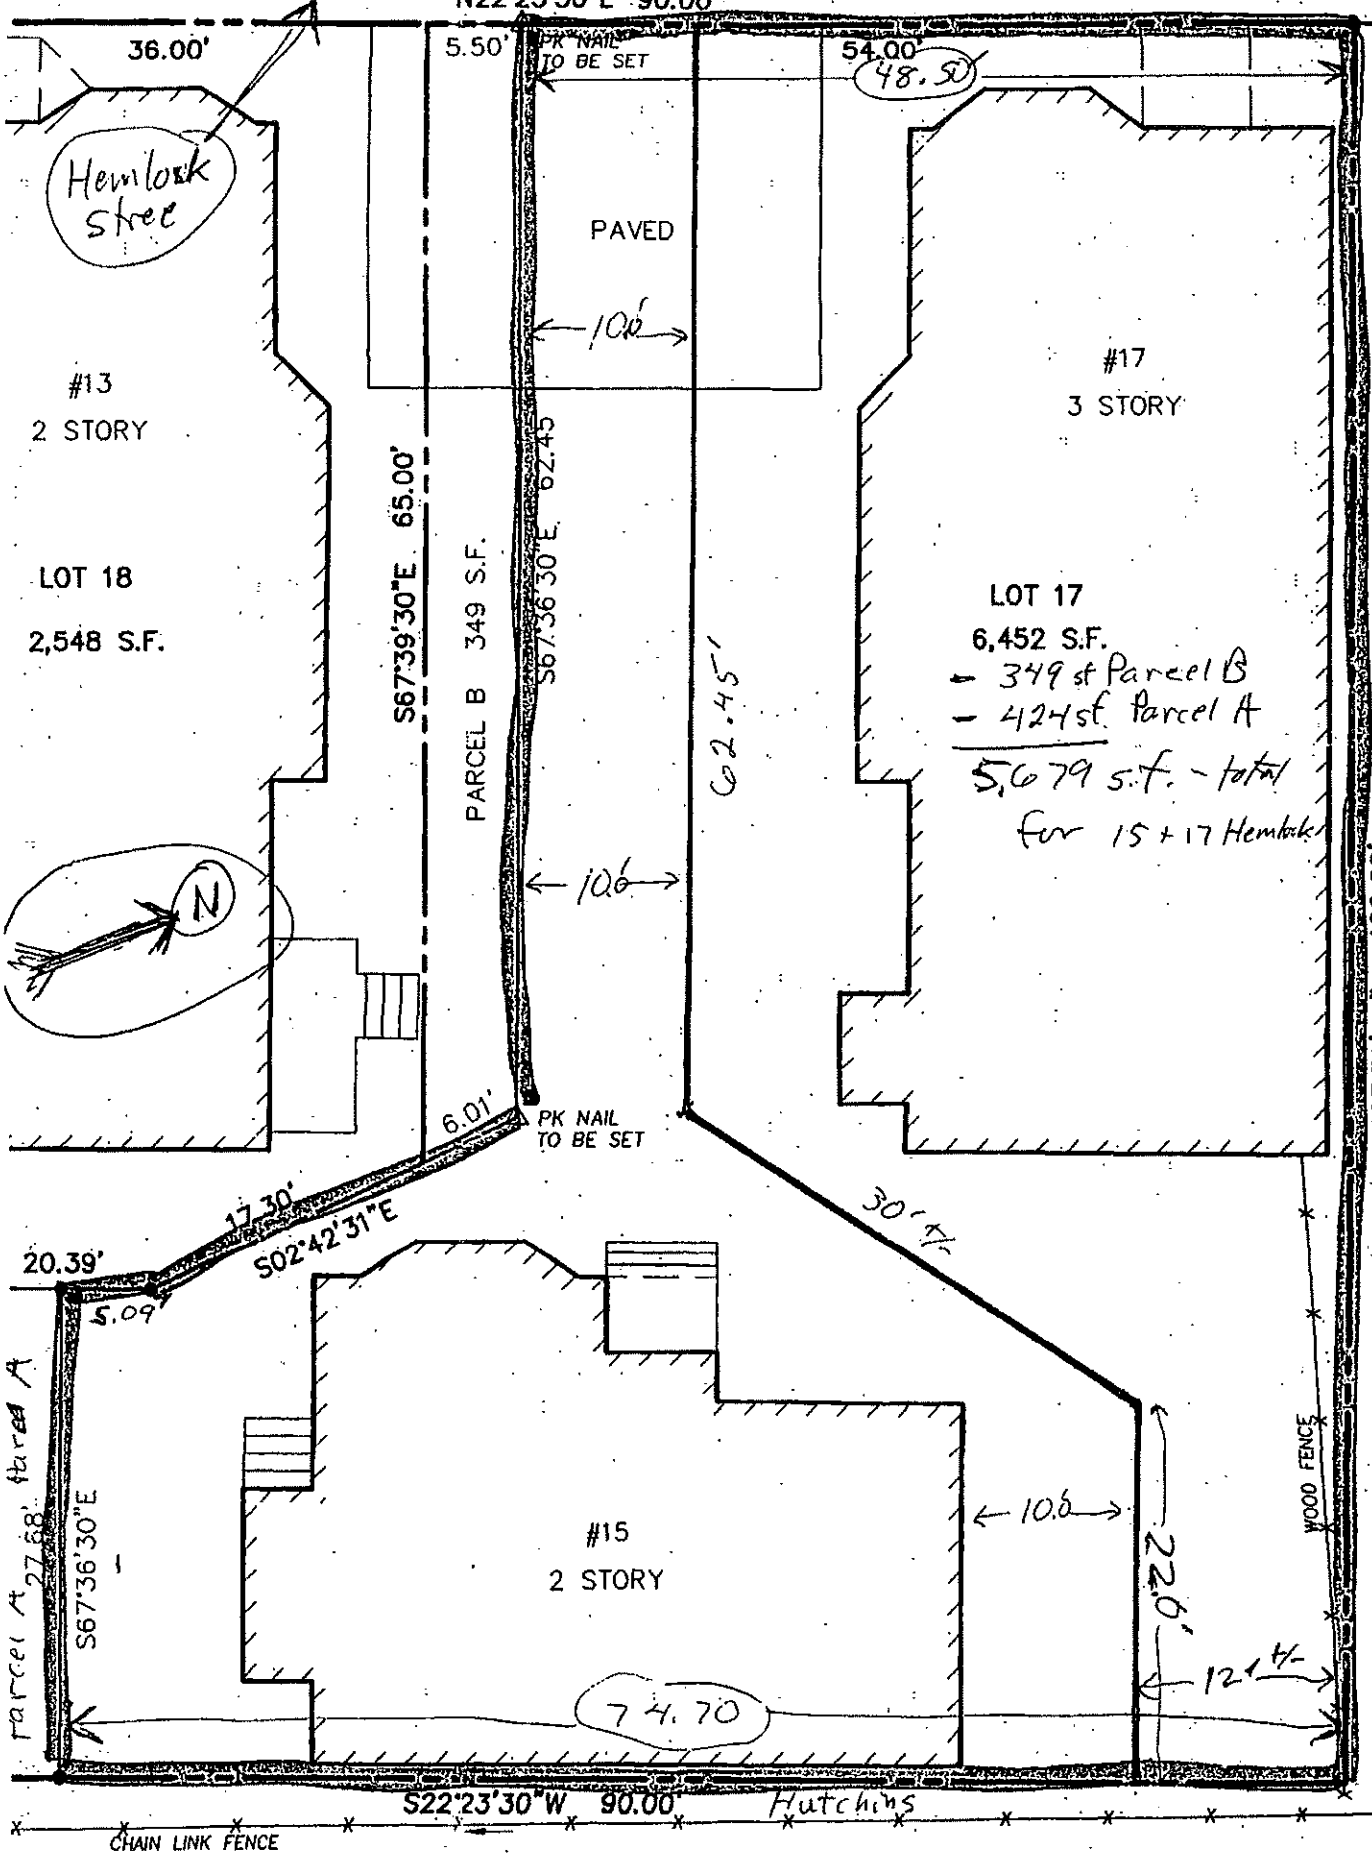 N22°23'30"E 90.00'
36.00'
5.50'
PK NAIL
TO BE SET
54.00'
48.50
Hemlock
Stree
PAVED
10.0'
#13
2 STORY
#17
3 STORY
S67°39'30"E 65.00'
PARCEL B 349 S.F.
S67°36'30"E 62.45
62.45'
LOT 18
2,548 S.F.
LOT 17
6,452 S.F.
- 349 sf Parcel B
- 424 sf. Parcel A
5,679 s.f. - total
for 15 + 17 Hemlock
10.0'
N
6.01'
PK NAIL
TO BE SET
17.30'
S02°42'31"E
30' +/-
20.39'
5.09'
Parcel A
27.68'
S67°36'30"E
#15
2 STORY
10.0
22.0'
WOOD FENCE
12' +/-
74.70
S22°23'30"W 90.00'
Hutchins
CHAIN LINK FENCE